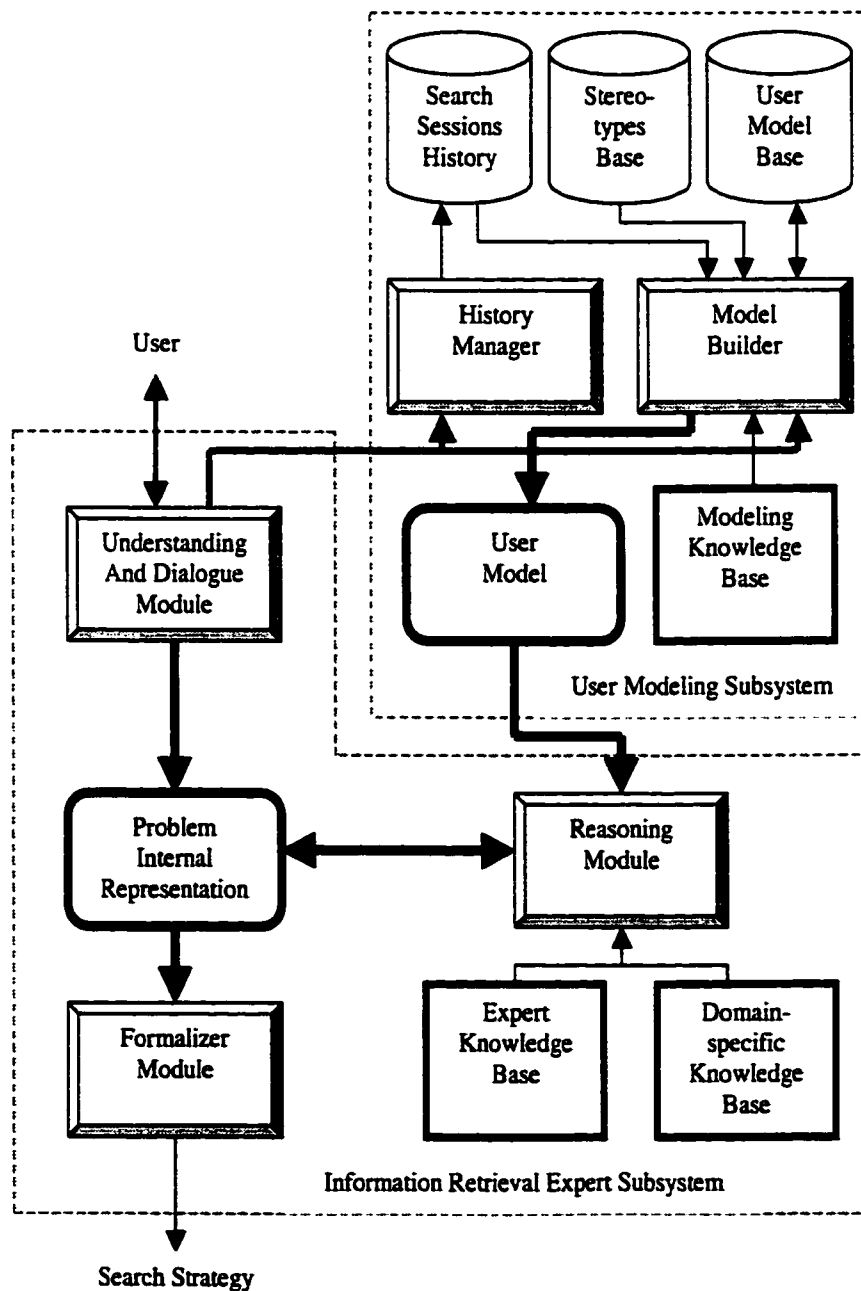 Search
Sessions
History
Stereo-
types
Base
User
Model
Base
History
Manager
Model
Builder
User
Understanding
And Dialogue
Module
User
Model
Modeling
Knowledge
Base
User Modeling Subsystem
Problem
Internal
Representation
Reasoning
Module
Formalizer
Module
Expert
Knowledge
Base
Domain-
specific
Knowledge
Base
Information Retrieval Expert Subsystem
Search Strategy